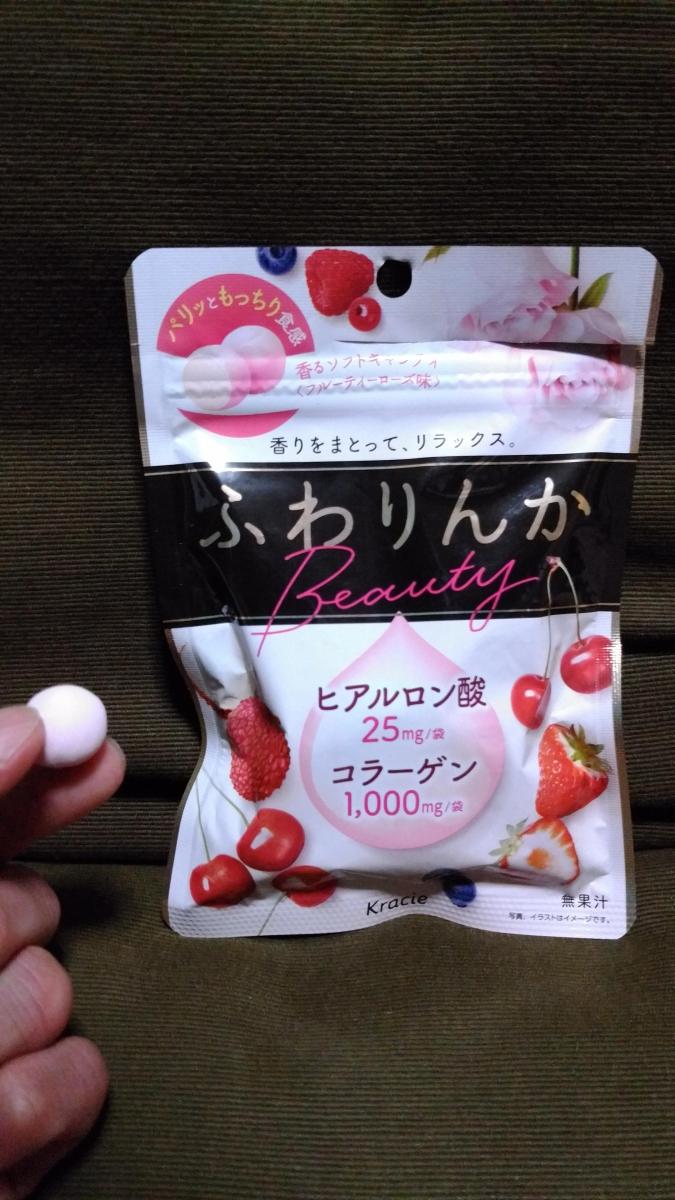 パリッともっちり食感
香るソフトキャンディ
〈フルーティーローズ味〉
香りをまとって、リラックス。
ふわりんか
Beauty
ヒアルロン酸
25mg/袋
コラーゲン
1,000mg/袋
Kracie
無果汁
写真、イラストはイメージです。